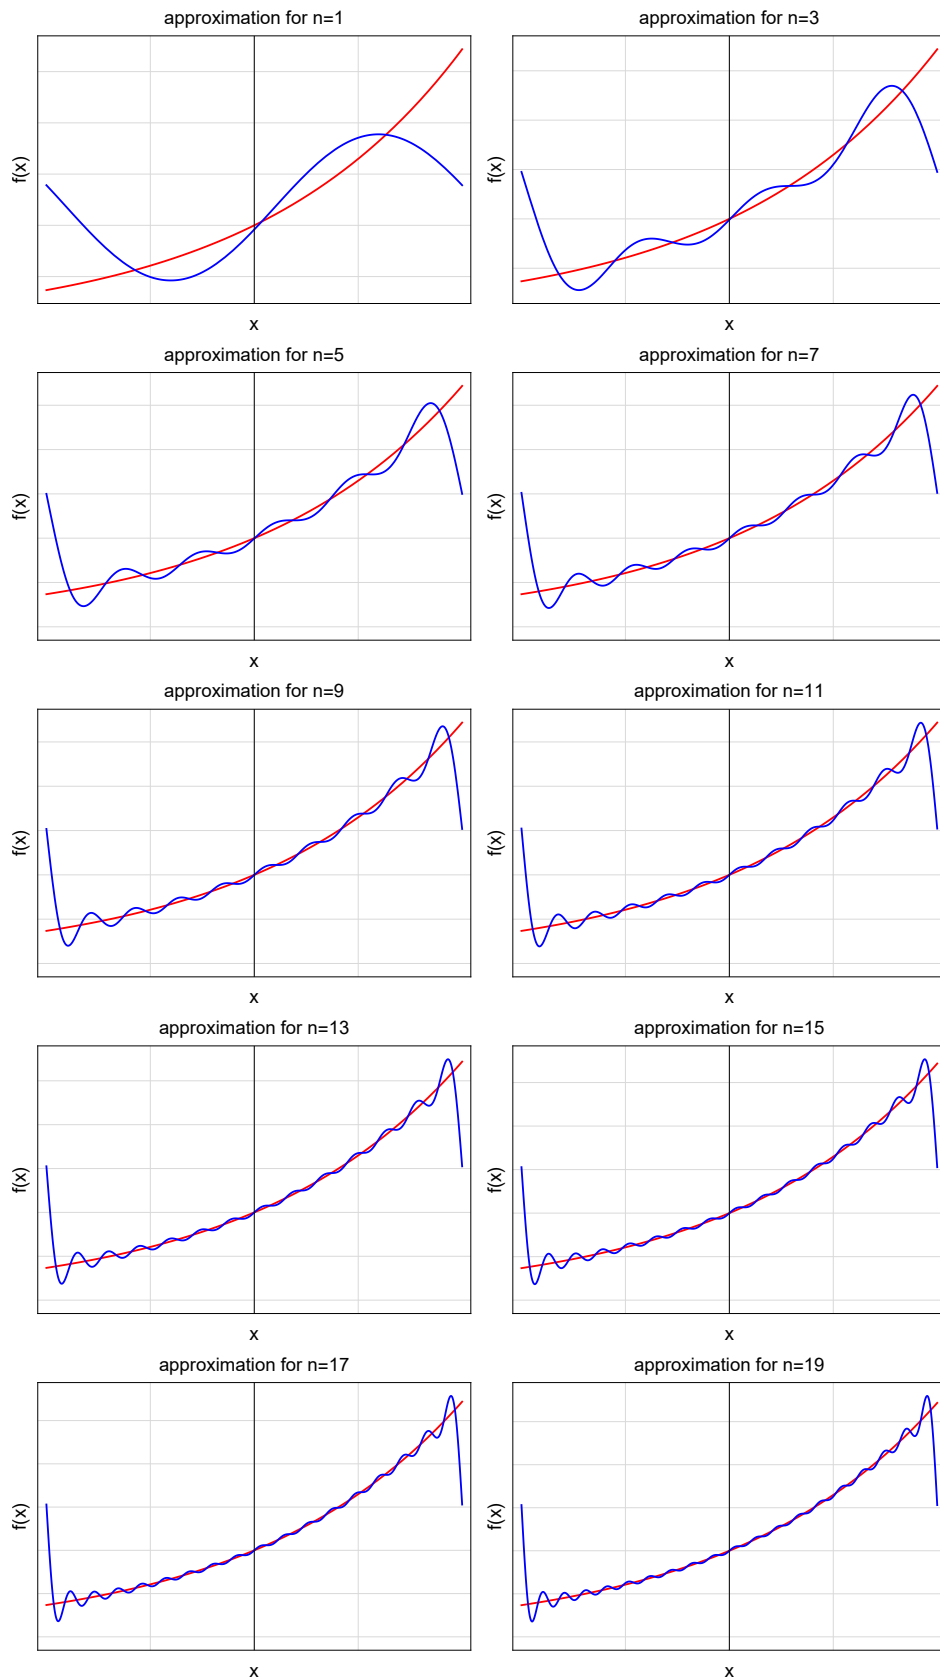 approximation for n=1
f(x)
x
approximation for n=3
f(x)
x
approximation for n=5
f(x)
x
approximation for n=7
f(x)
x
approximation for n=9
f(x)
x
approximation for n=11
f(x)
x
approximation for n=13
f(x)
x
approximation for n=15
f(x)
x
approximation for n=17
f(x)
x
approximation for n=19
f(x)
x